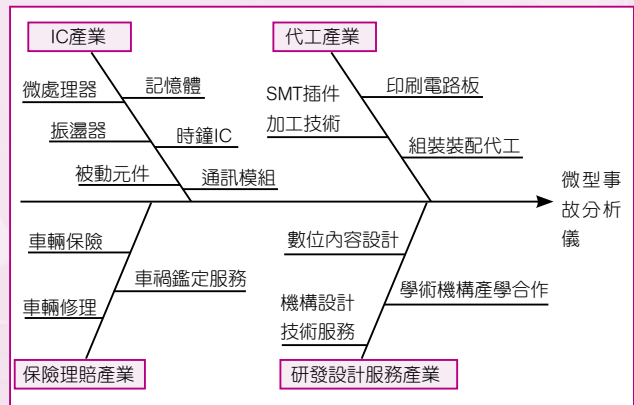 IC產業
代工產業
微處理器
記憶體
振盪器
時鐘IC
被動元件
通訊模組
SMT插件
加工技術
印刷電路板
組裝裝配代工
微型事
故分析
儀
車輛保險
車禍鑑定服務
車輛修理
保險理賠產業
數位內容設計
學術機構產學合作
機構設計
技術服務
研發設計服務產業